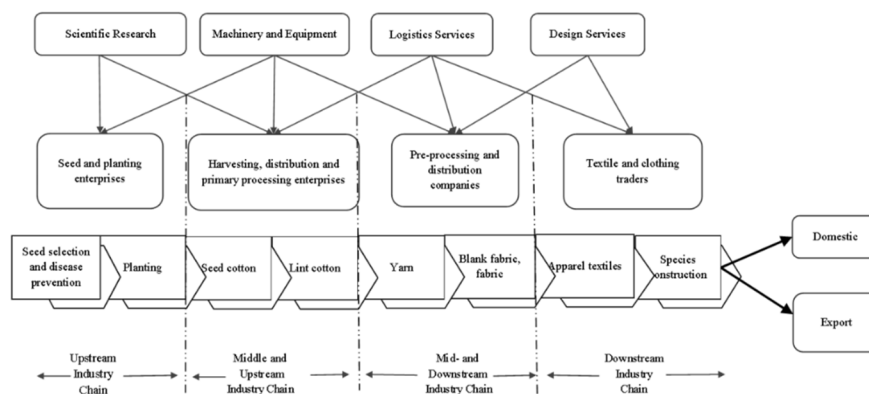 Scientific Research
Machinery and Equipment
Logistics Services
Design Services
Seed and planting
enterprises
Harvesting, distribution and
primary processing enterprises
Pre-processing and
distribution
companies
Textile and clothing
traders
Seed selection
and disease
prevention
Planting
Seed cotton
Lint cotton
Yarn
Blank fabric,
fabric
Apparel textiles
Species
onstruction
Domestic
Export
Upstream
Industry
Chain
Middle and
Upstream
Industry Chain
Mid- and
Downstream
Industry Chain
Downstream
Industry
Chain